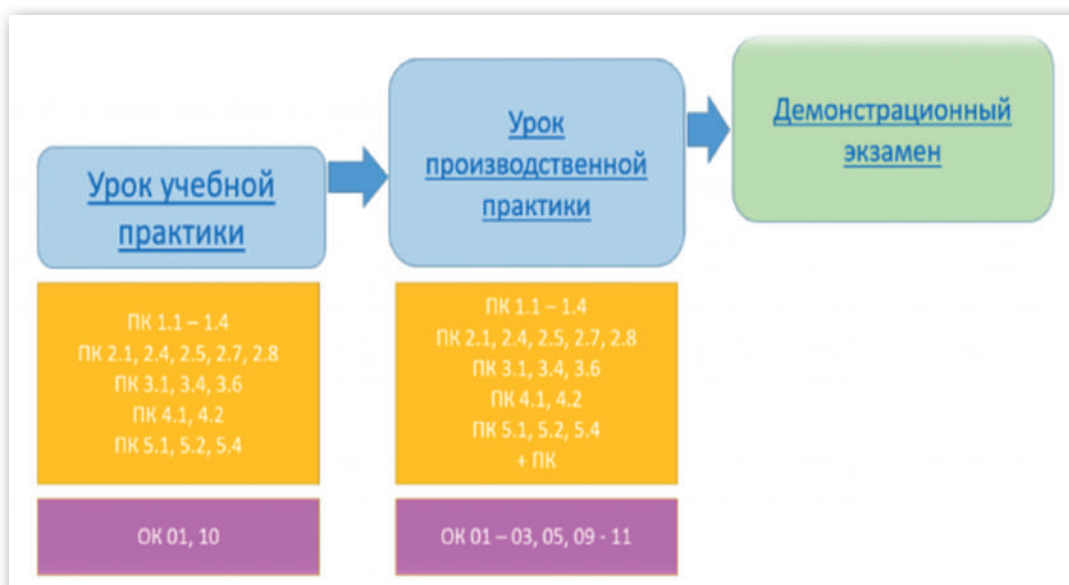 Урок учебной
практики
ПК 1.1 – 1.4
ПК 2.1, 2.4, 2.5, 2.7, 2.8
ПК 3.1, 3.4, 3.6
ПК 4.1, 4.2
ПК 5.1, 5.2, 5.4
ОК 01, 10
Урок
производственной
практики
ПК 1.1 – 1.4
ПК 2.1, 2.4, 2.5, 2.7, 2.8
ПК 3.1, 3.4, 3.6
ПК 4.1, 4.2
ПК 5.1, 5.2, 5.4
+ ПК
ОК 01 – 03, 05, 09 - 11
Демонстрационный
экзамен